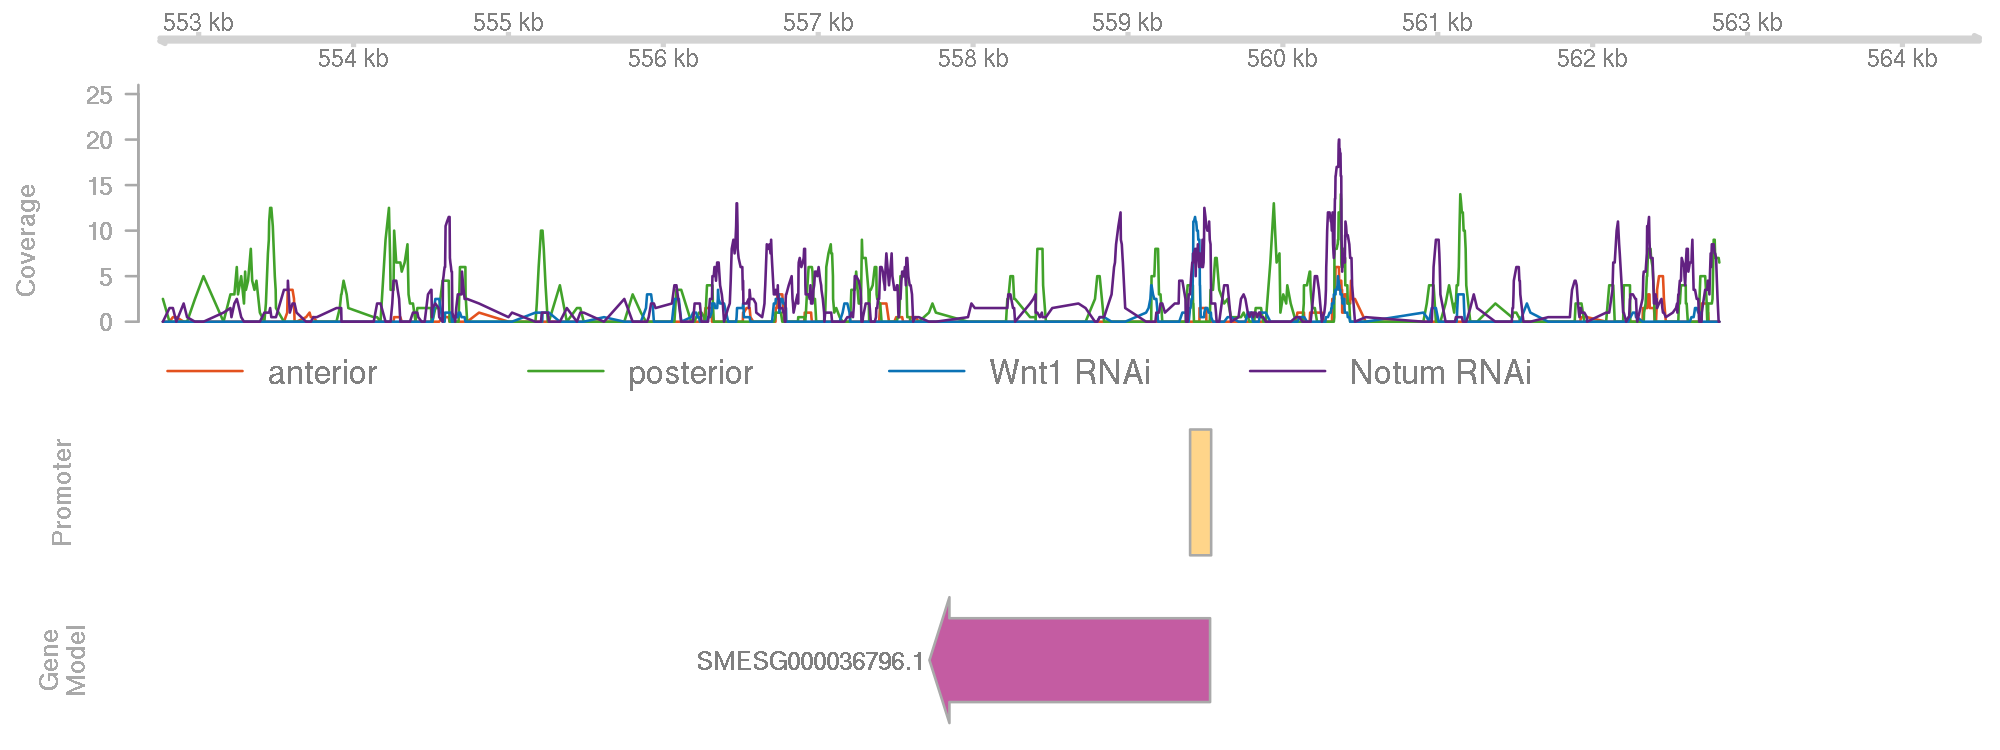 553 kb 555 kb 557 kb 559 kb 561 kb 563 kb
554 kb 556 kb 558 kb 560 kb 562 kb 564 kb
25
20
15
10
5
0
Coverage
anterior posterior Wnt1 RNAi Notum RNAi
Promoter
Gene
Model
SMESG000036796.1